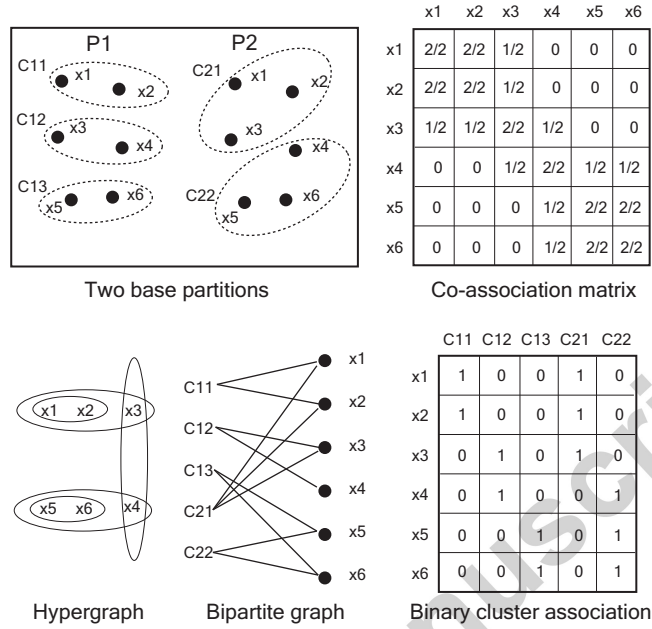 P1 P2
C11 x1 x2
C12 x3 x4
C13 x5 x6
C21 x1 x2
x3
x4
C22 x5 x6
Two base partitions
x1 x2 x3 x4 x5 x6
x1 2/2 2/2 1/2 0 0 0
x2 2/2 2/2 1/2 0 0 0
x3 1/2 1/2 2/2 1/2 0 0
x4 0 0 1/2 2/2 1/2 1/2
x5 0 0 0 1/2 2/2 2/2
x6 0 0 0 1/2 2/2 2/2
Co-association matrix
x1 x2 x3
x5 x6 x4
Hypergraph
C11
C12
C13
C21
C22
x1
x2
x3
x4
x5
x6
Bipartite graph
C11 C12 C13 C21 C22
x1 1 0 0 1 0
x2 1 0 0 1 0
x3 0 1 0 1 0
x4 0 1 0 0 1
x5 0 0 1 0 1
x6 0 0 1 0 1
Binary cluster association
nuscri